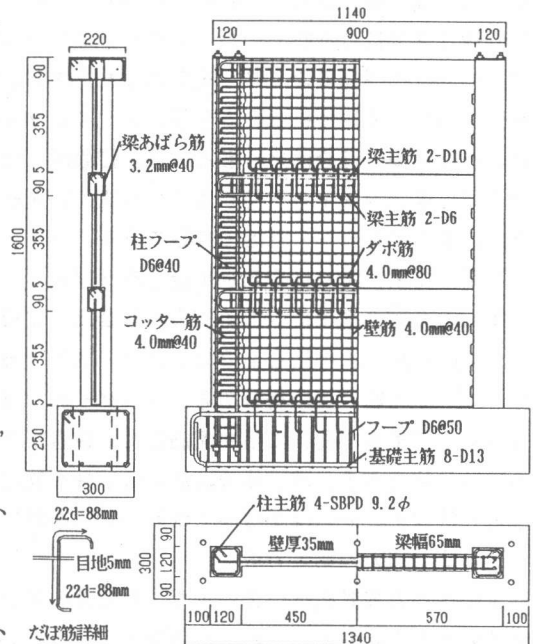 1140
120
900
120
220
90
355
5
90
355
5
90
355
5
250
1600
300
梁あばら筋
3.2mm@40
柱フープ
D6@40
コッター筋
4.0mm@40
梁主筋 2-D10
梁主筋 2-D6
ダボ筋
4.0mm@80
壁筋 4.0mm@40
フープ D6@50
基礎主筋 8-D13
柱主筋 4-SBPD 9.2φ
22d=88mm
目地5mm
22d=88mm
だぼ筋詳細
壁厚35mm
梁幅65mm
300
90
120
90
100
120
450
570
100
1340